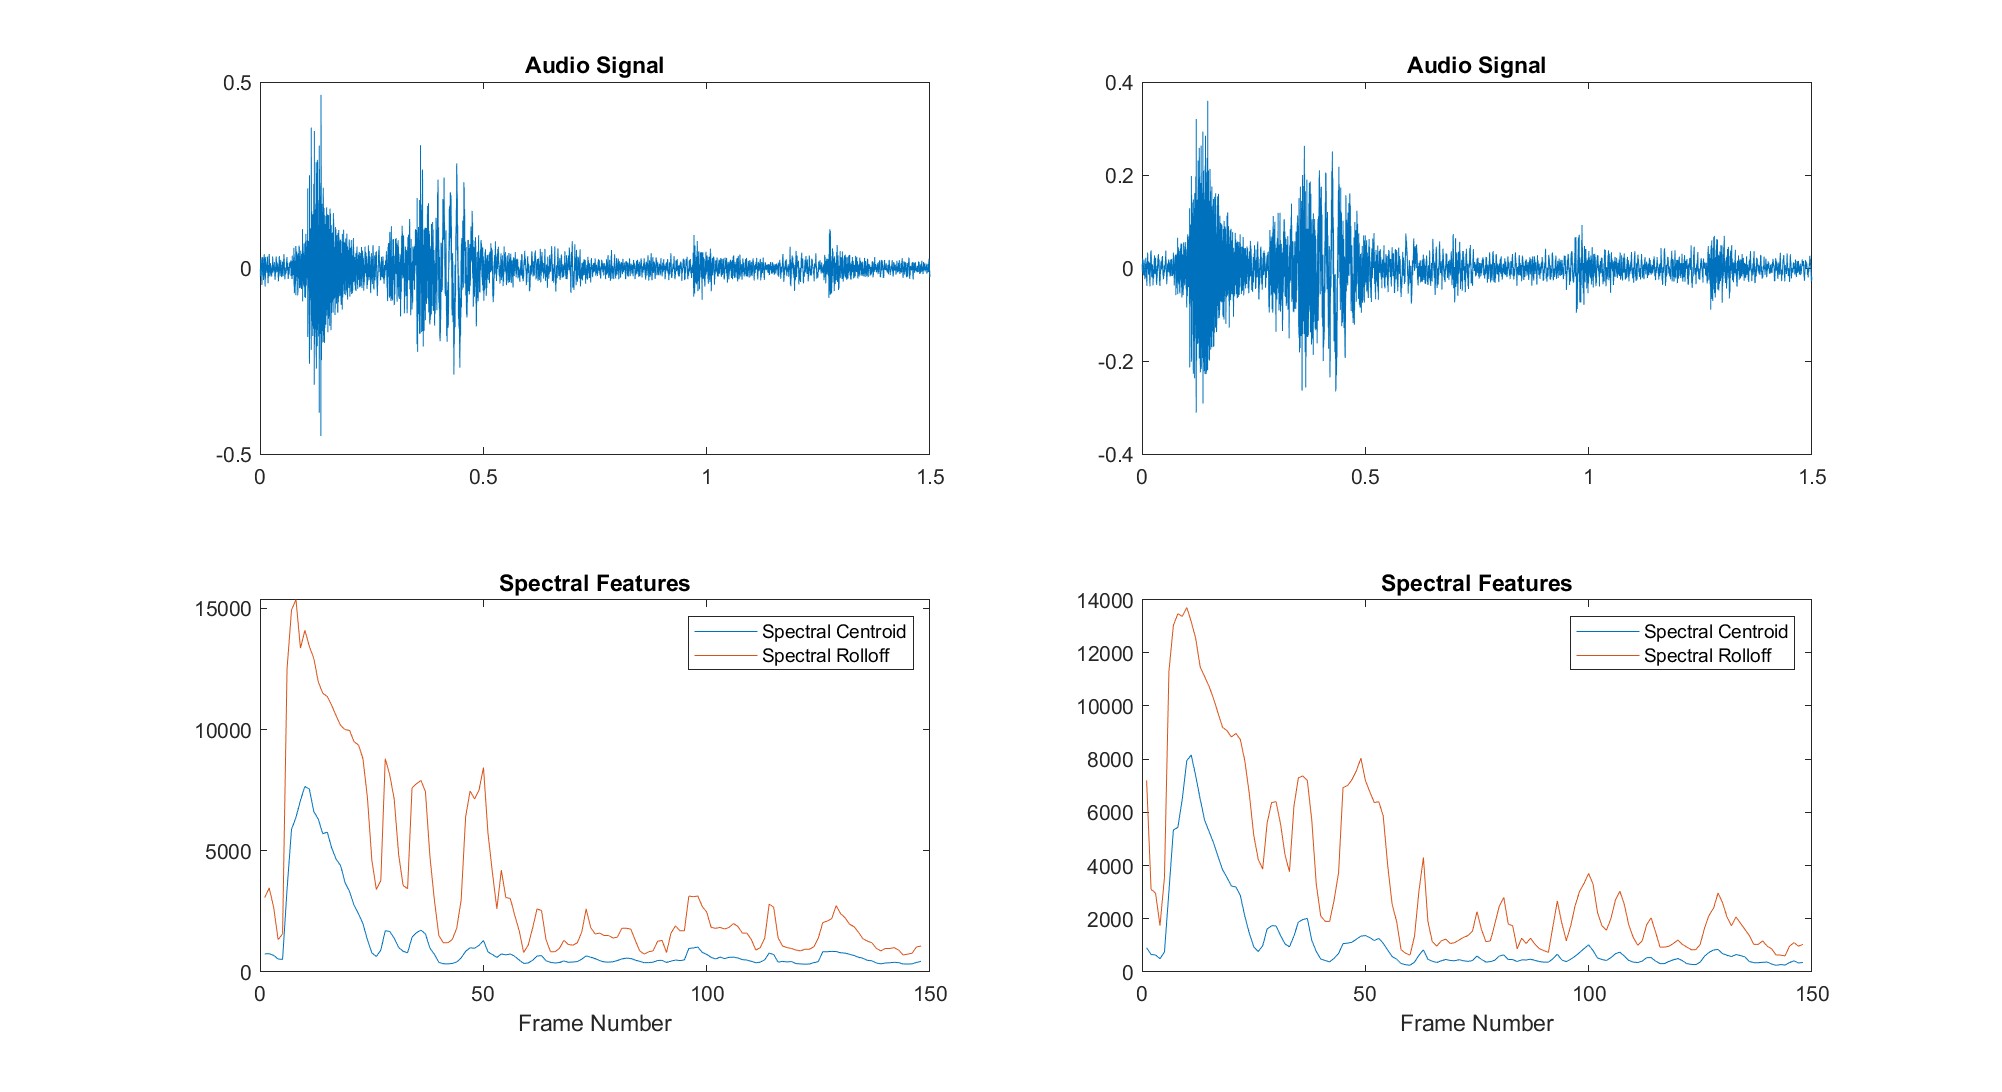 Audio Signal
0.5
0
-0.5
0 0.5 1 1.5
Audio Signal
0.4
0.2
0
-0.2
-0.4
0 0.5 1 1.5
Spectral Features
15000
10000
5000
0
Spectral Centroid
Spectral Rolloff
0 50 100 150
Frame Number
Spectral Features
14000
12000
10000
8000
6000
4000
2000
0
Spectral Centroid
Spectral Rolloff
0 50 100 150
Frame Number